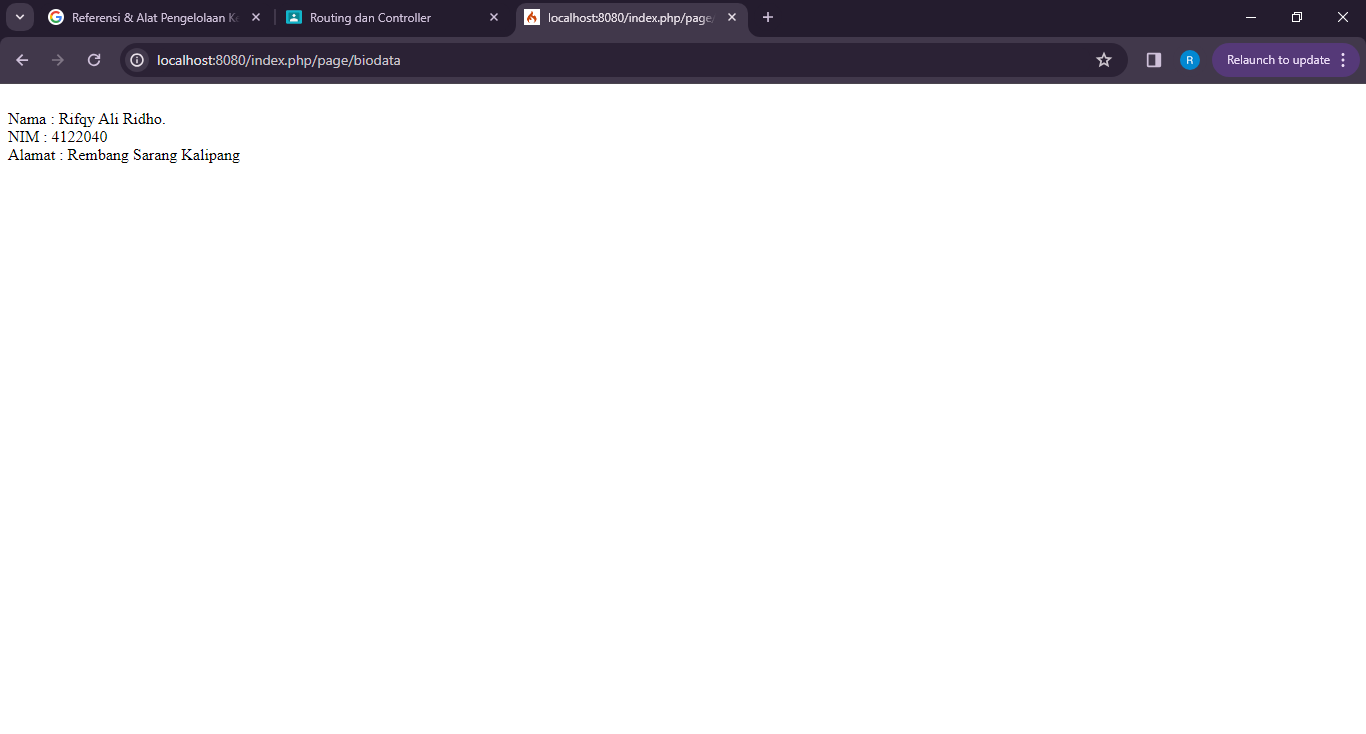 Referensi & Alat Pengelolaan Ke
Routing dan Controller
localhost:8080/index.php/page/
localhost:8080/index.php/page/biodata
R
Relaunch to update
Nama : Rifqy Ali Ridho.
NIM : 4122040
Alamat : Rembang Sarang Kalipang